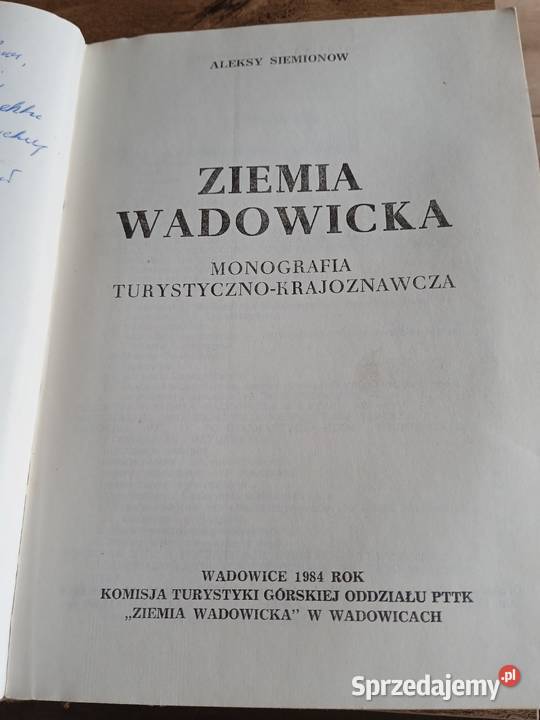 ALEKSY SIEMIONOW
ZIEMIA
WADOWICKA
MONOGRAFIA
TURYSTYCZNO-KRAJOZNAWCZA
WADOWICE 1984 ROK
KOMISJA TURYSTYKI GÓRSKIEJ ODDZIAŁU PTTK
„ZIEMIA WADOWICKA” W WADOWICACH
Sprzedajemy.pl